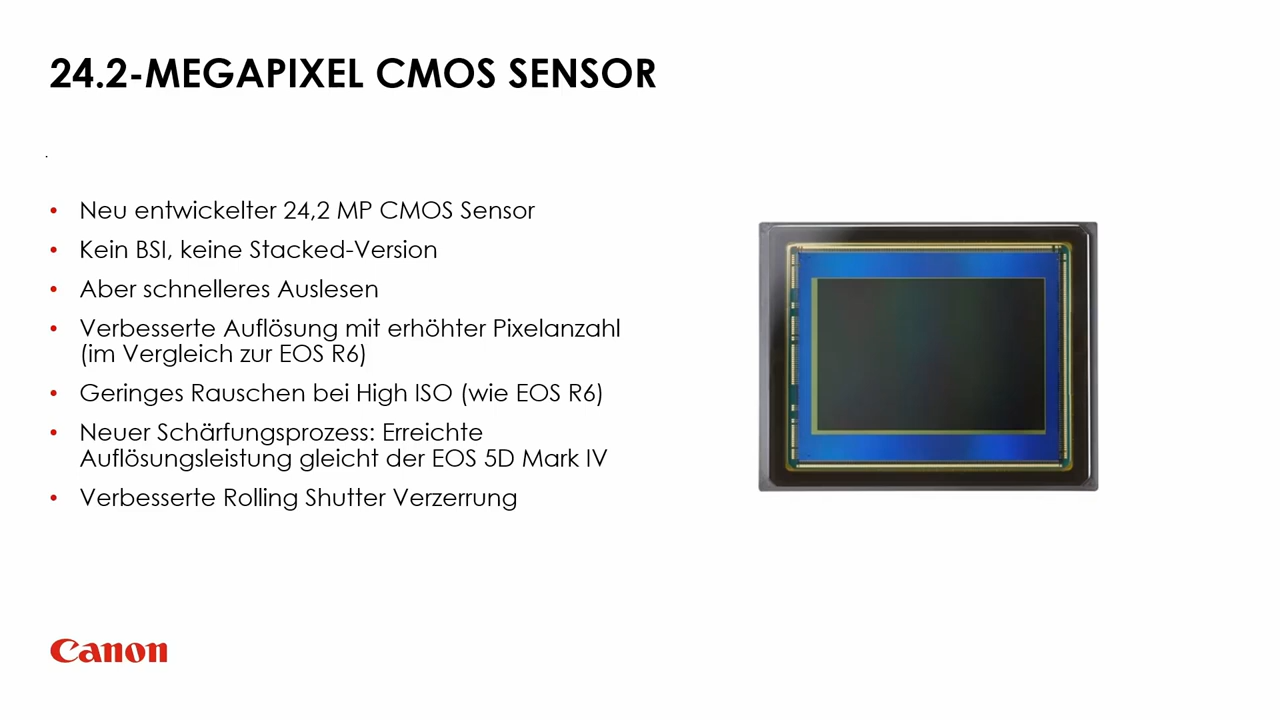 24.2-MEGAPIXEL CMOS SENSOR
.
• Neu entwickelter 24,2 MP CMOS Sensor
• Kein BSI, keine Stacked-Version
• Aber schnelleres Auslesen
• Verbesserte Auflösung mit erhöhter Pixelanzahl
(im Vergleich zur EOS R6)
• Geringes Rauschen bei High ISO (wie EOS R6)
• Neuer Schärfungsprozess: Erreichte
Auflösungsleistung gleicht der EOS 5D Mark IV
• Verbesserte Rolling Shutter Verzerrung
Canon